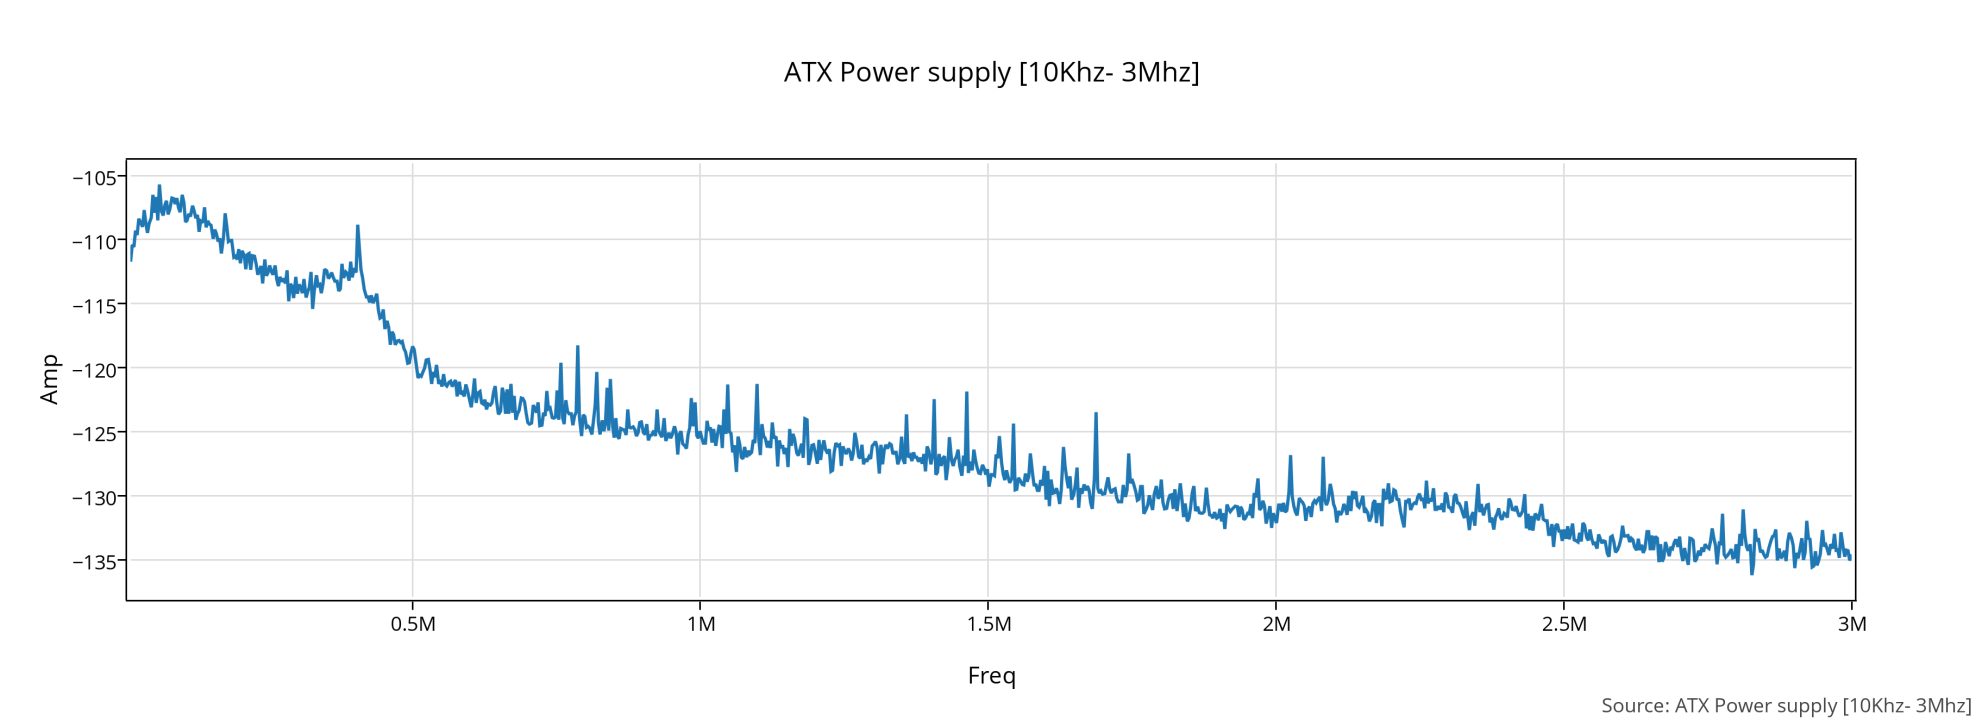 ATX Power supply [10Khz- 3Mhz]
−105
−110
−115
−120
−125
−130
−135
Amp
0.5M 1M 1.5M 2M 2.5M 3M
Freq
Source: ATX Power supply [10Khz- 3Mhz]